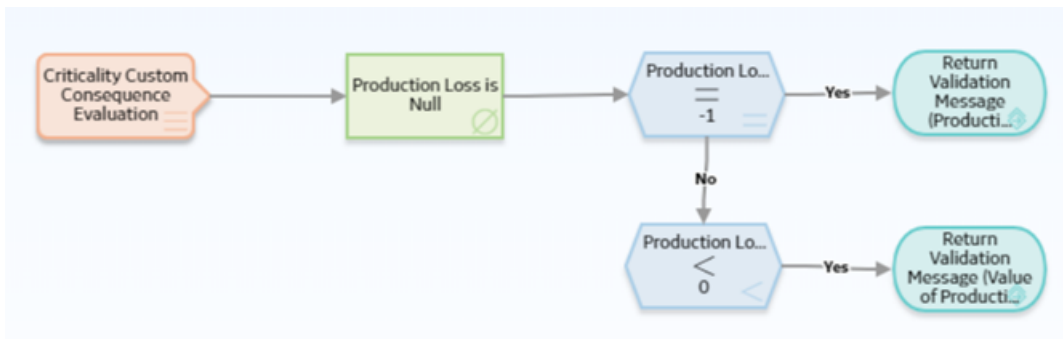 Criticality Custom
Consequence
Evaluation
Production Loss is
Null
Production Lo...
=
-1
Yes
Return
Validation
Message
(Producti...
No
Production Lo...
<
0
Yes
Return
Validation
Message (Value
of Producti...